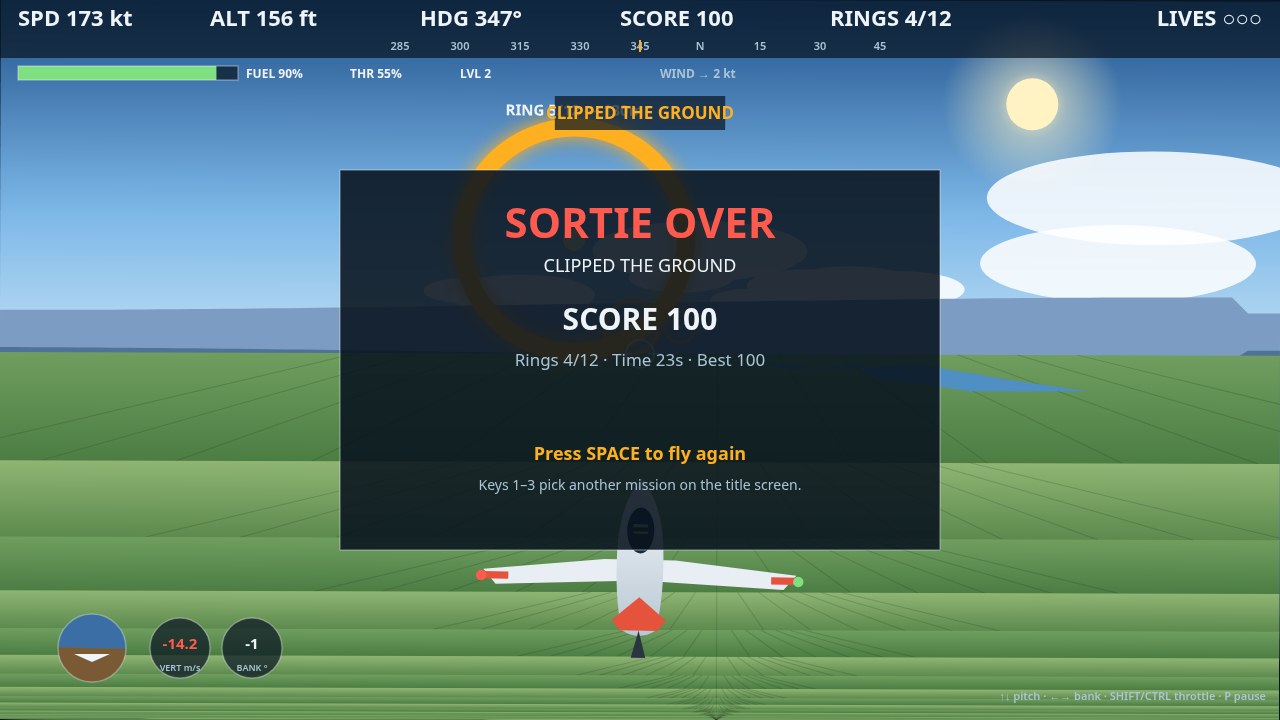 SPD 173 kt ALT 156 ft HDG 347° SCORE 100 RINGS 4/12 LIVES ○○○
285 300 315 330 345 N 15 30 45
FUEL 90% THR 55% LVL 2 WIND → 2 kt
RING 5
CLIPPED THE GROUND
SORTIE OVER
CLIPPED THE GROUND
SCORE 100
Rings 4/12 · Time 23s · Best 100
Press SPACE to fly again
Keys 1–3 pick another mission on the title screen.
-14.2 -1
VERT m/s BANK °
↑↓ pitch · ←→ bank · SHIFT/CTRL throttle · P pause